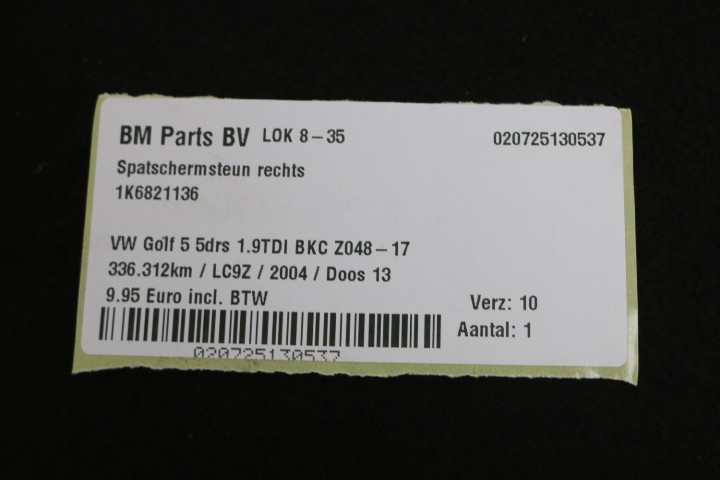 BM Parts BV LOK 8-35 020725130537
Spatschermsteun rechts
1K6821136
VW Golf 5 5drs 1.9TDI BKC Z048-17
336.312km / LC9Z / 2004 / Doos 13
9.95 Euro incl. BTW Verz: 10
Aantal: 1
020725130537